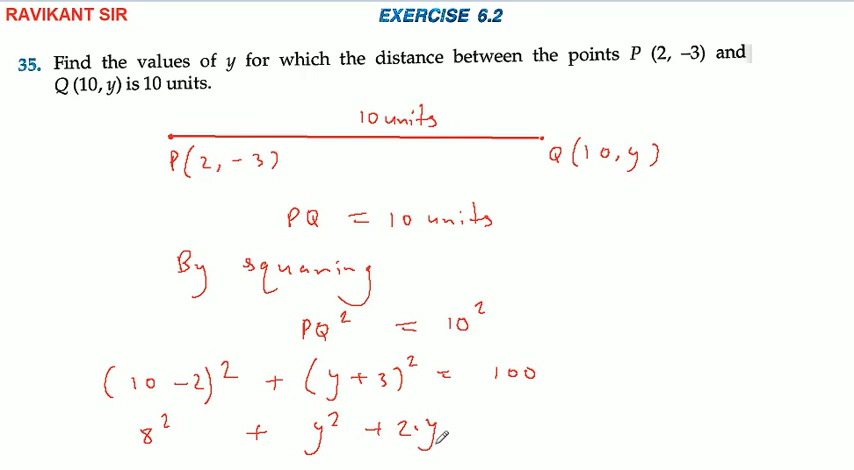 RAVIKANT SIR
EXERCISE 6.2
35. Find the values of y for which the distance between the points P (2, –3) and
Q (10, y) is 10 units.
10 units
P(2, -3)
Q(10, y)
PQ = 10 units
By squaring
PQ² = 10²
(10 - 2)² + (y + 3)² = 100
8² + y² + 2.y